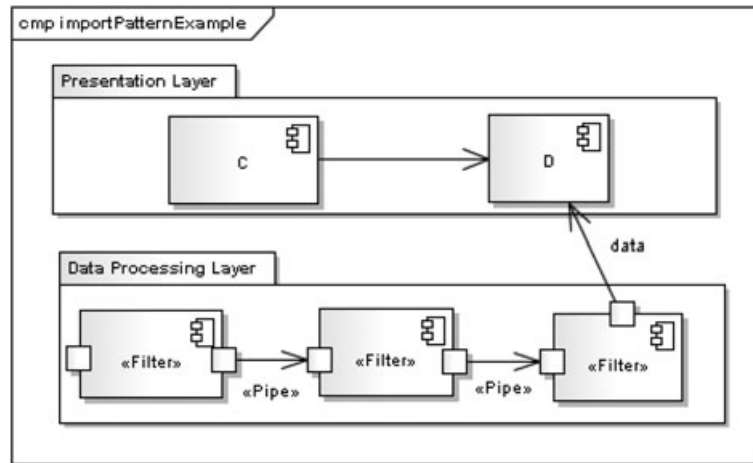 cmp importPatternExample
Presentation Layer
C
D
data
Data Processing Layer
«Filter»
«Filter»
«Filter»
«Pipe»
«Pipe»